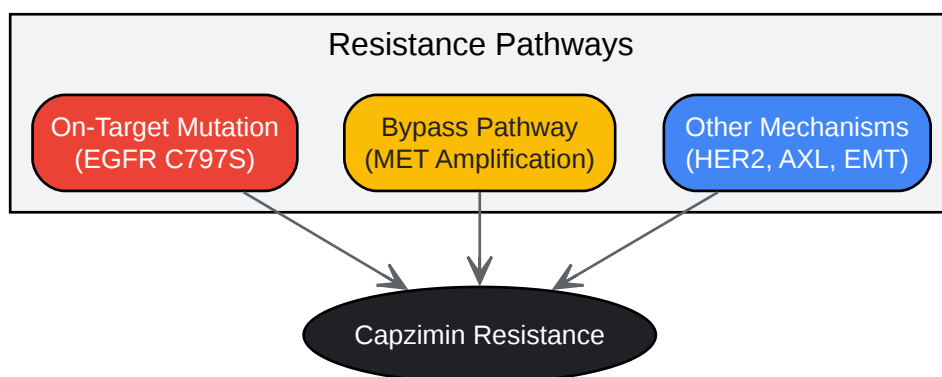 Resistance Pathways
On-Target Mutation
(EGFR C797S)
Bypass Pathway
(MET Amplification)
Other Mechanisms
(HER2, AXL, EMT)
Capzimin Resistance